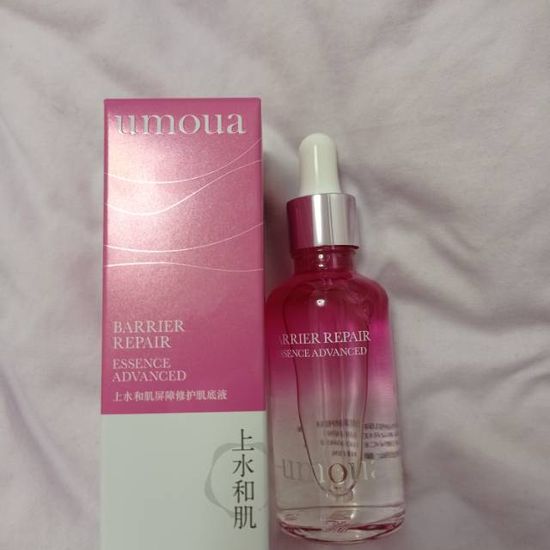 umoua
BARRIER
REPAIR
ESSENCE
ADVANCED
上水和肌屏障修护肌底液
上水和肌
BARRIER REPAIR
ESSENCE ADVANCED
umoua